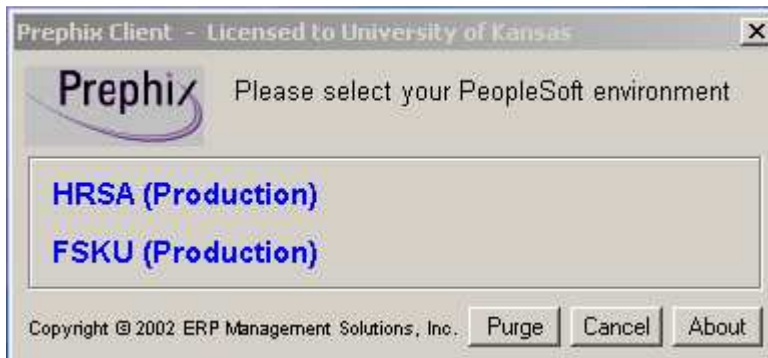 Prephix Client - Licensed to University of Kansas
Prephix
Please select your PeopleSoft environment
HRSA (Production)
FSKU (Production)
Copyright © 2002 ERP Management Solutions, Inc. Purge Cancel About